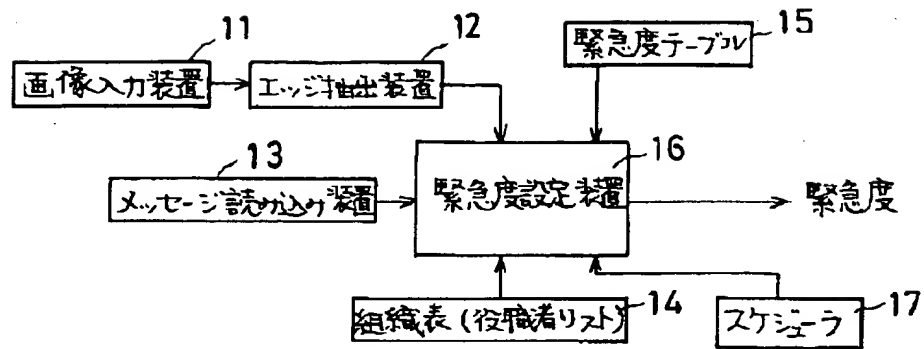 11
画像入力装置
12
エッジ抽出装置
15
緊急度テーブル
13
メッセージ読み込み装置
16
緊急度設定装置
緊急度
組織表(役職者リスト)
14
スケジューラ
17